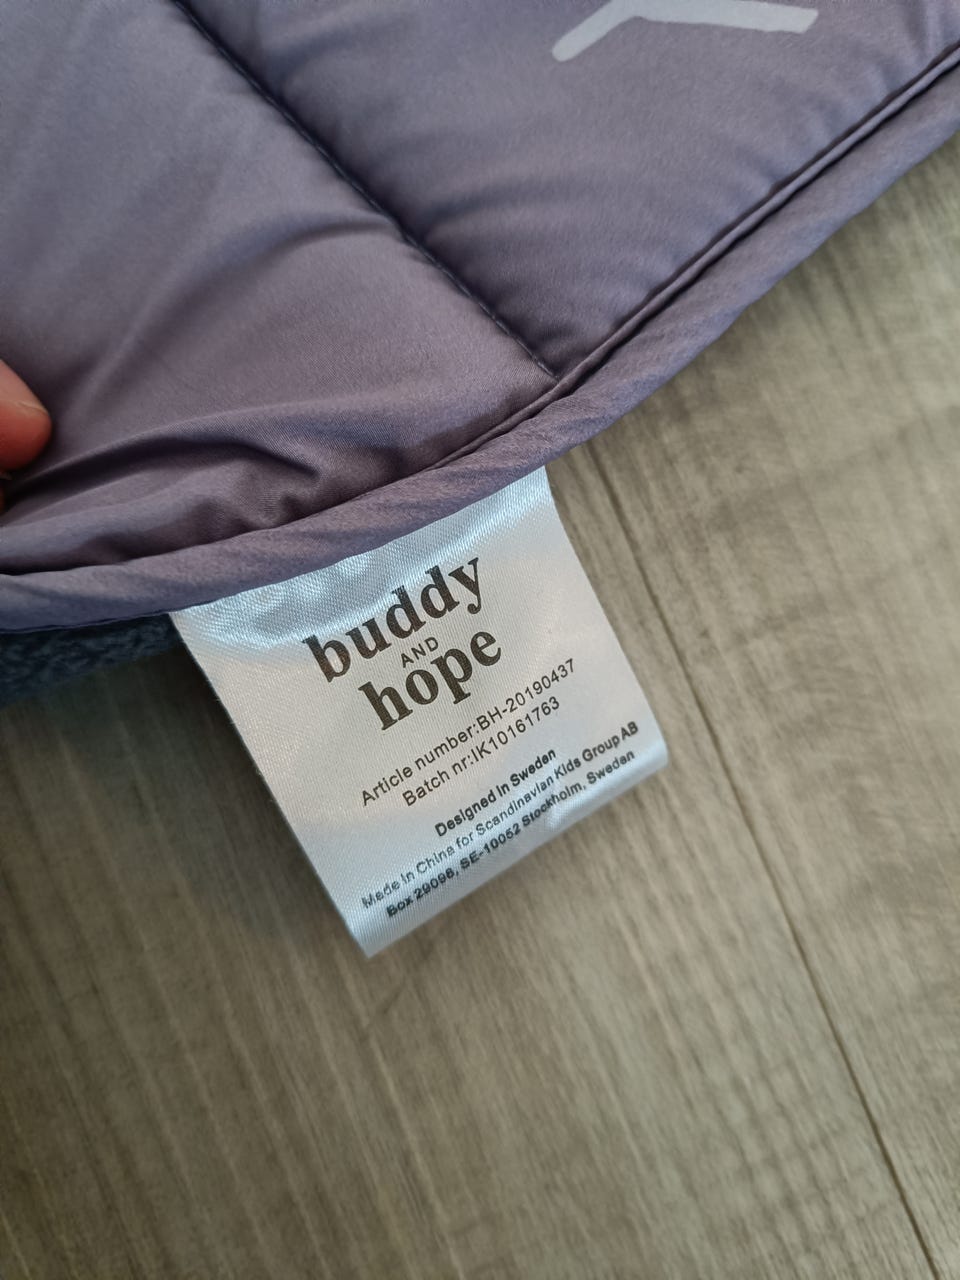 buddy
AND
hope
Article number:BH-20190437
Batch nr:IK10161763
Designed in Sweden
Made in China for Scandinavian Kids Group AB
Box 29098, SE-10052 Stockholm, Sweden